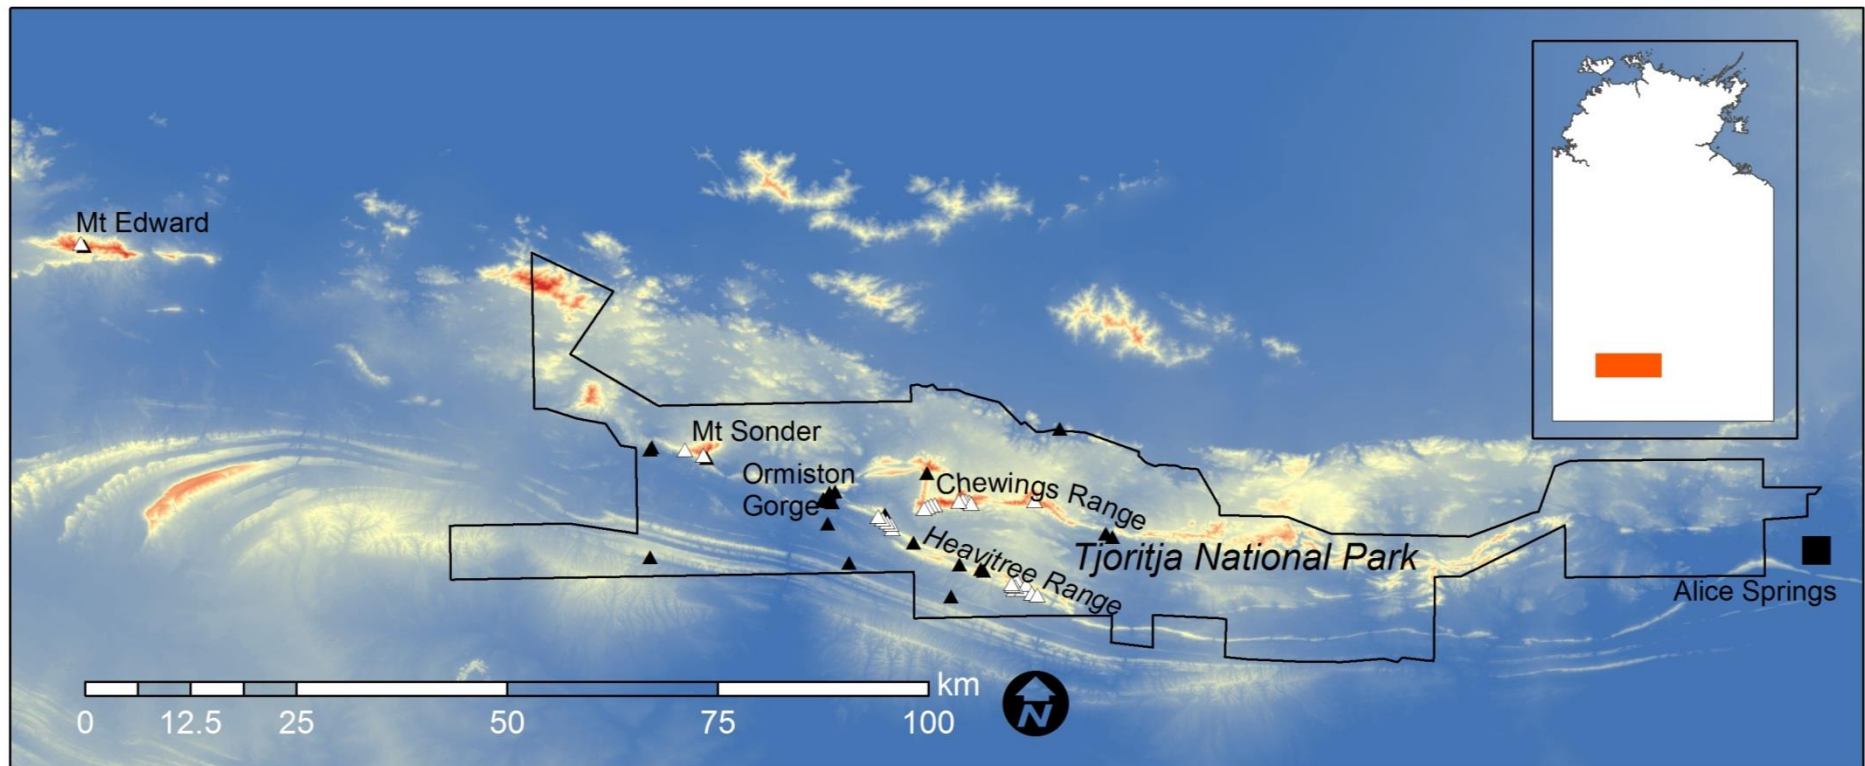 Mt Edward
Mt Sonder
Ormiston
Gorge
Chewings Range
Heavitree Range
Tjoritja National Park
Alice Springs
km
0 12.5 25 50 75 100
N